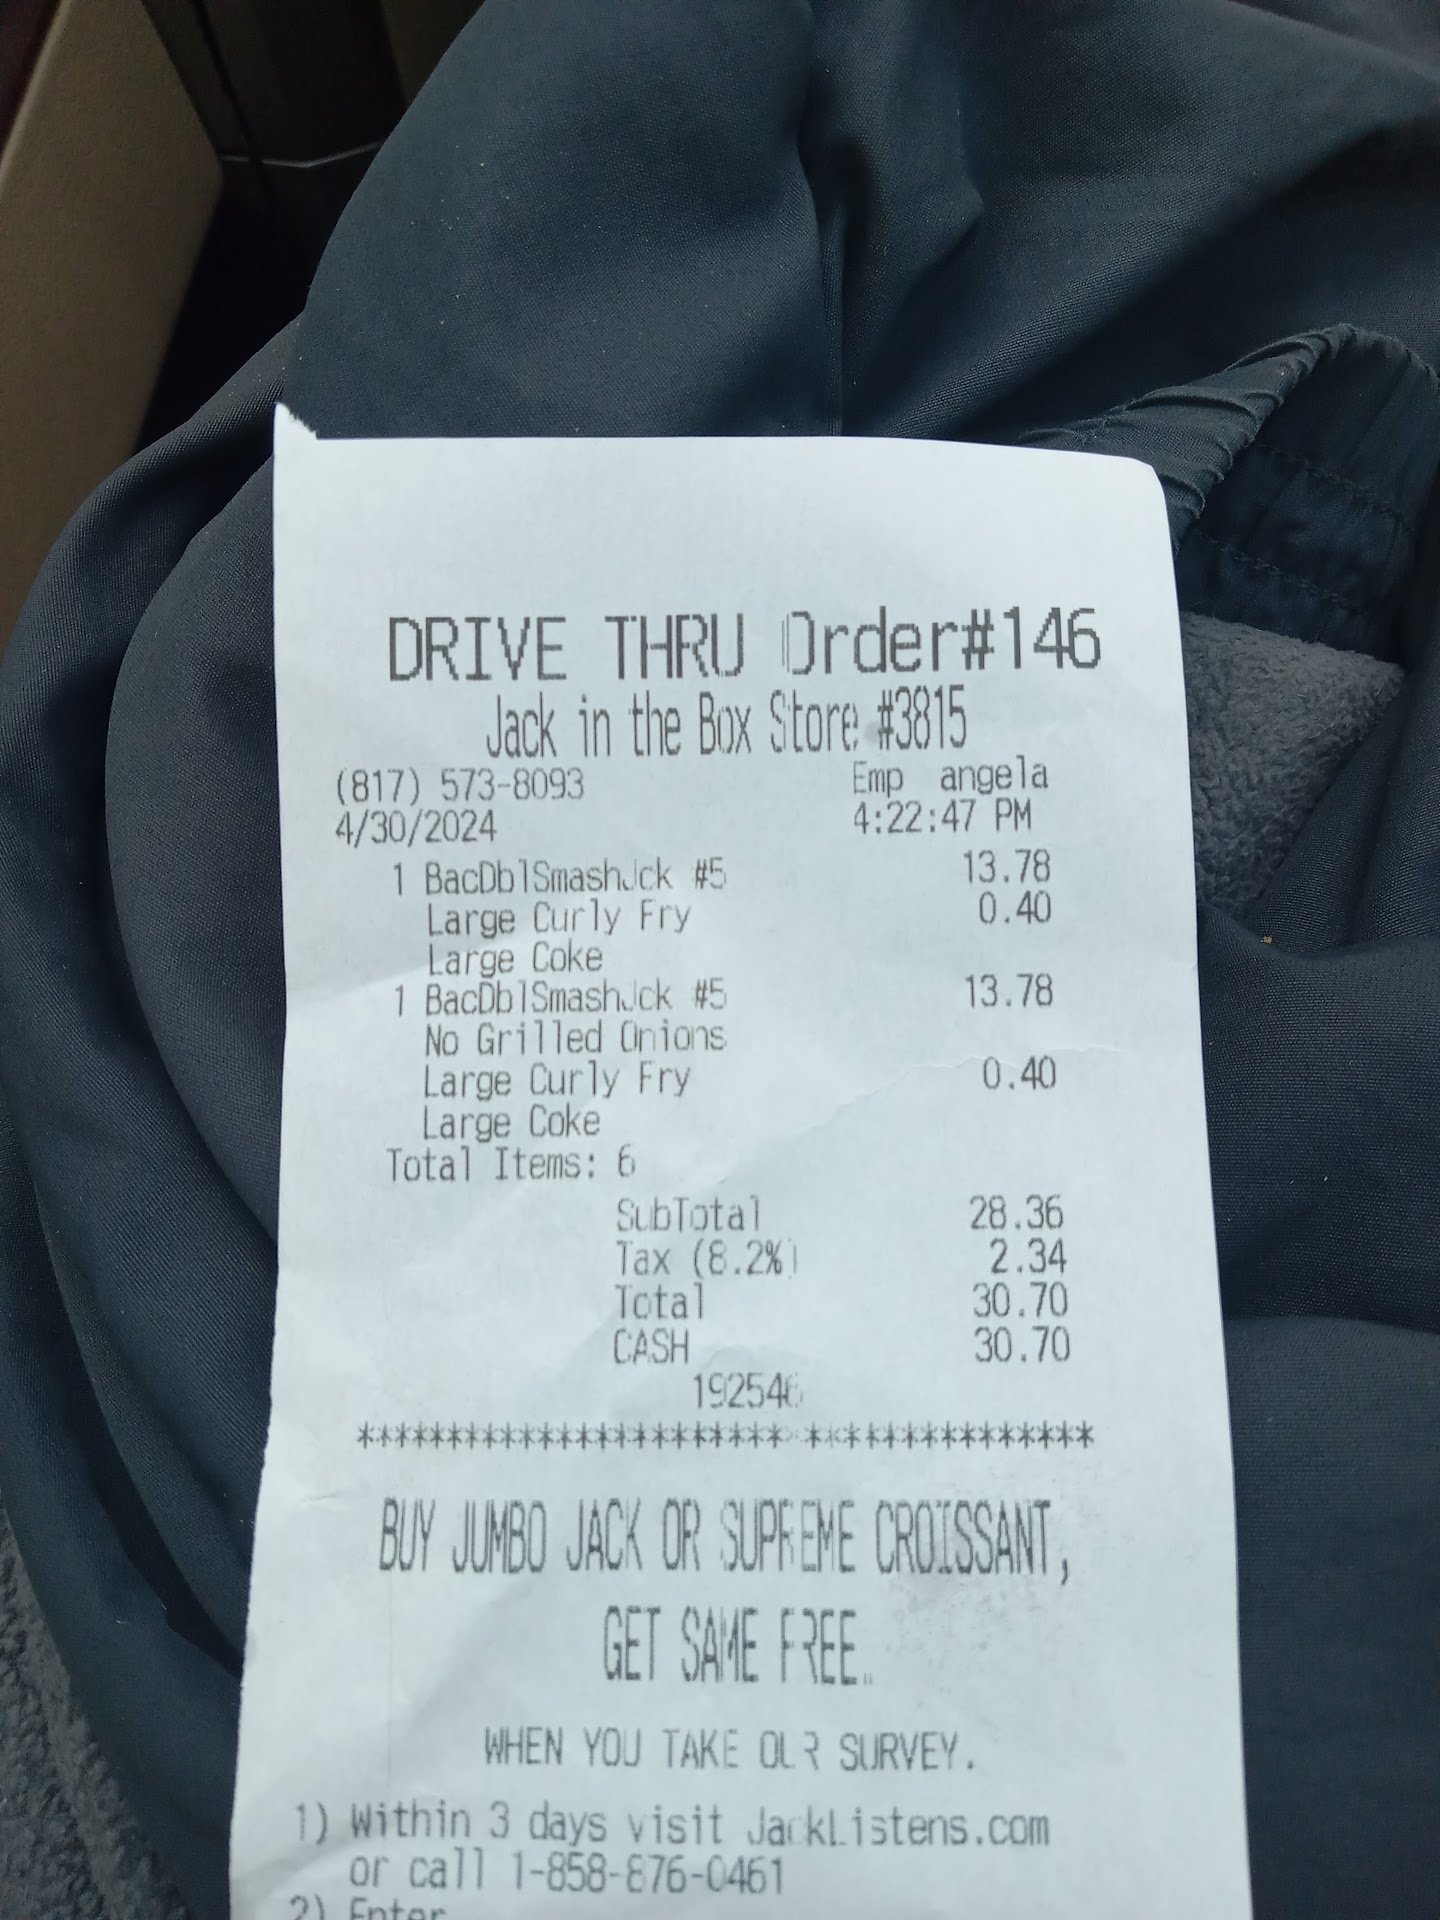 DRIVE THRU Order#146
Jack in the Box Store #3815
(817) 573-8093 Emp angela
4/30/2024 4:22:47 PM
1 BacDblSmashJck #5 13.78
Large Curly Fry 0.40
Large Coke
1 BacDblSmashJck #5 13.78
No Grilled Onions
Large Curly Fry 0.40
Large Coke
Total Items: 6
SubTotal 28.36
Tax (8.2%) 2.34
Total 30.70
CASH 30.70
192546
****************************************
BUY JUMBO JACK OR SUPREME CROISSANT,
GET SAME FREE.
WHEN YOU TAKE OUR SURVEY.
1) Within 3 days visit JackListens.com
or call 1-858-876-0461
2) Enter